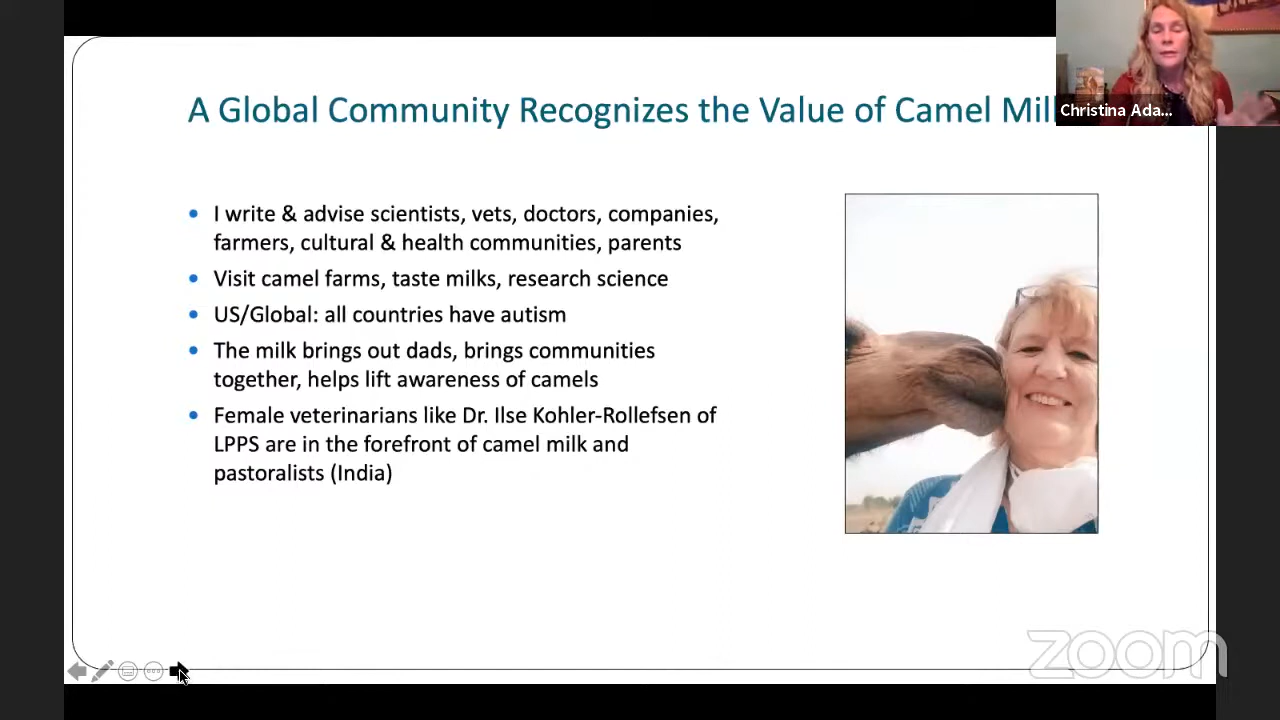 A Global Community Recognizes the Value of Camel Mil
Christina Ada...
I write & advise scientists, vets, doctors, companies,
farmers, cultural & health communities, parents
Visit camel farms, taste milks, research science
US/Global: all countries have autism
The milk brings out dads, brings communities
together, helps lift awareness of camels
Female veterinarians like Dr. Ilse Kohler-Rollefsen of
LPPS are in the forefront of camel milk and
pastoralists (India)
zoom